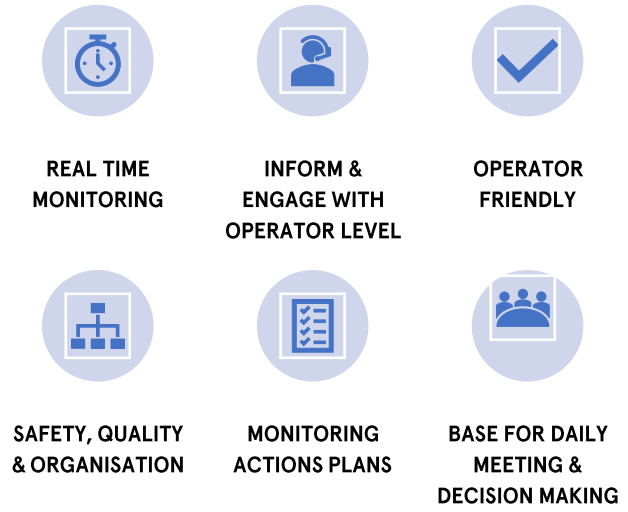 REAL TIME
MONITORING
INFORM &
ENGAGE WITH
OPERATOR LEVEL
OPERATOR
FRIENDLY
SAFETY, QUALITY
& ORGANISATION
MONITORING
ACTIONS PLANS
BASE FOR DAILY
MEETING &
DECISION MAKING